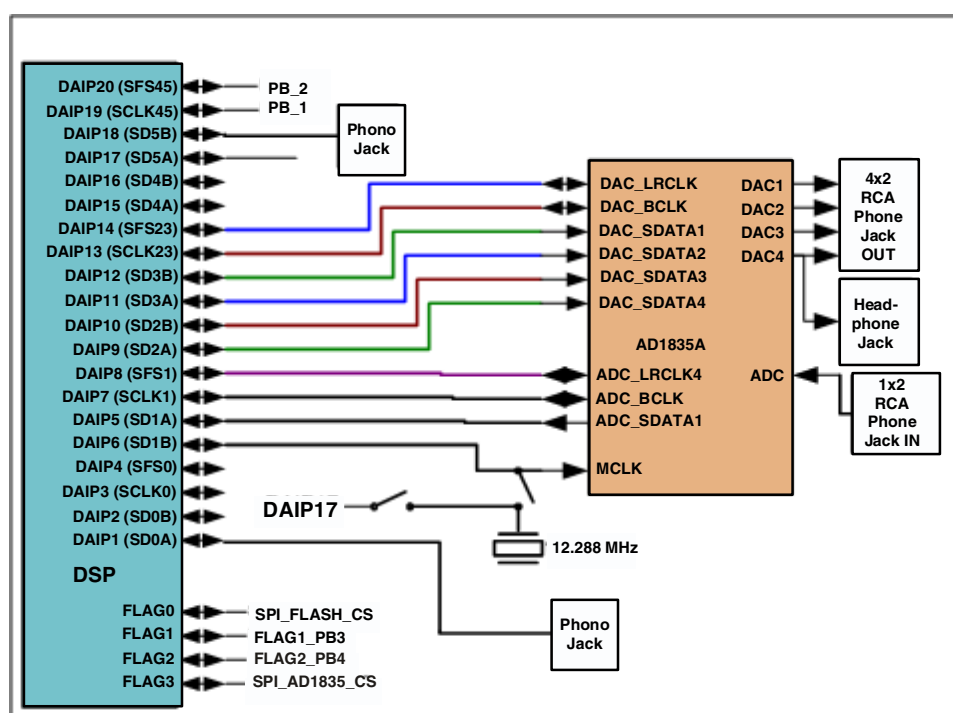 DAIP20 (SFS45)
DAIP19 (SCLK45)
DAIP18 (SD5B)
DAIP17 (SD5A)
DAIP16 (SD4B)
DAIP15 (SD4A)
DAIP14 (SFS23)
DAIP13 (SCLK23)
DAIP12 (SD3B)
DAIP11 (SD3A)
DAIP10 (SD2B)
DAIP9 (SD2A)
DAIP8 (SFS1)
DAIP7 (SCLK1)
DAIP5 (SD1A)
DAIP6 (SD1B)
DAIP4 (SFS0)
DAIP3 (SCLK0)
DAIP2 (SD0B)
DAIP1 (SD0A)
DSP
FLAG0
FLAG1
FLAG2
FLAG3
PB_2
PB_1
Phono
Jack
DAIP17
12.288 MHz
SPI_FLASH_CS
FLAG1_PB3
FLAG2_PB4
SPI_AD1835_CS
Phono
Jack
DAC_LRCLK
DAC_BCLK
DAC_SDATA1
DAC_SDATA2
DAC_SDATA3
DAC_SDATA4
AD1835A
ADC_LRCLK4
ADC_BCLK
ADC_SDATA1
MCLK
DAC1
DAC2
DAC3
DAC4
ADC
4x2
RCA
Phone
Jack
OUT
Head-
phone
Jack
1x2
RCA
Phone
Jack IN